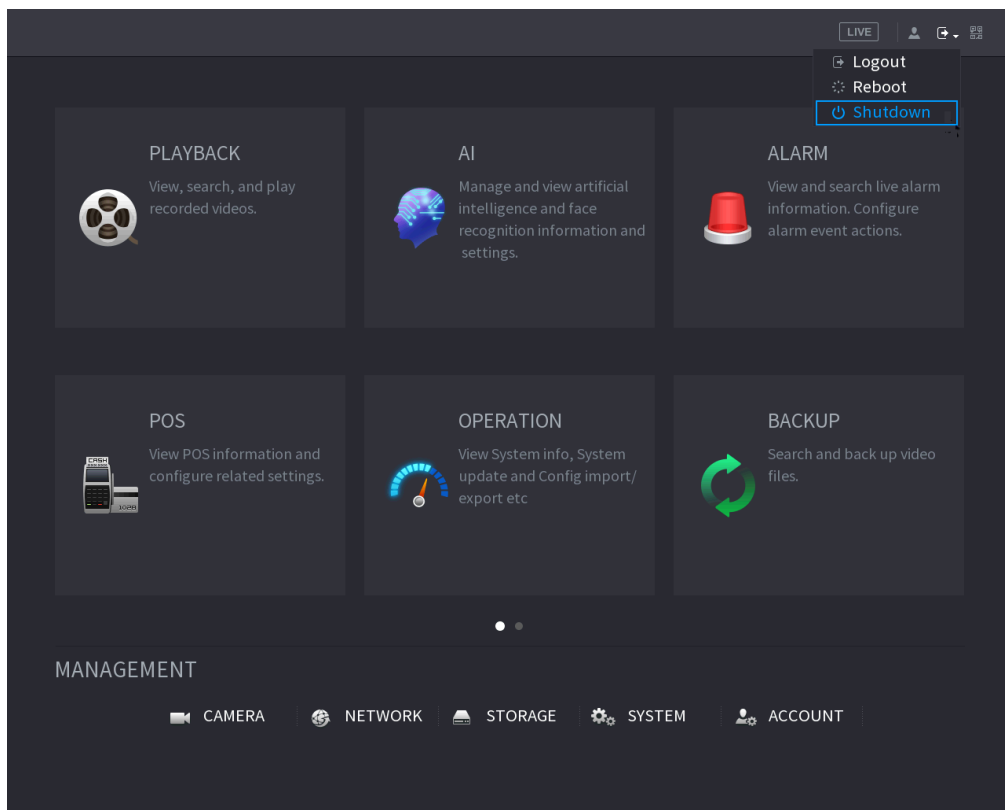 LIVE
Logout
Reboot
Shutdown
PLAYBACK
View, search, and play
recorded videos.
AI
Manage and view artificial
intelligence and face
recognition information and
settings.
ALARM
View and search live alarm
information. Configure
alarm event actions.
POS
View POS information and
configure related settings.
CASH
1028
OPERATION
View System info, System
update and Config import/
export etc
BACKUP
Search and back up video
files.
MANAGEMENT
CAMERA
NETWORK
STORAGE
SYSTEM
ACCOUNT